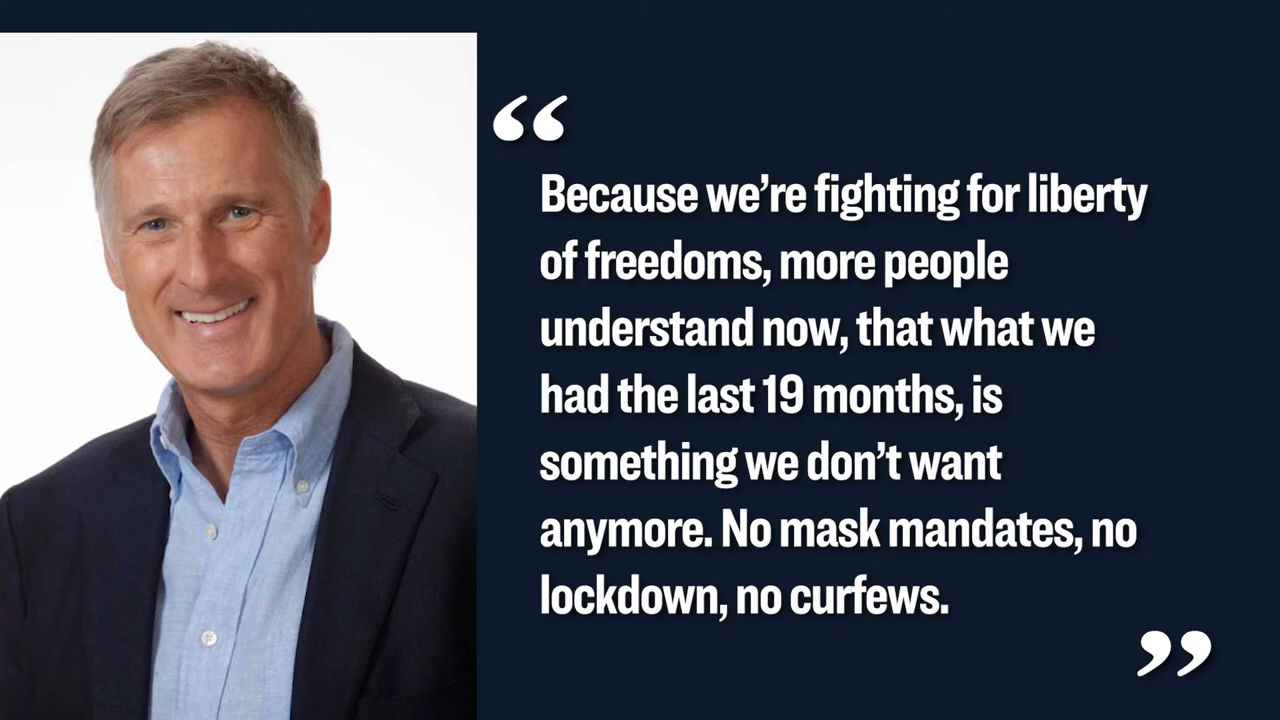 “
Because we’re fighting for liberty
of freedoms, more people
understand now, that what we
had the last 19 months, is
something we don’t want
anymore. No mask mandates, no
lockdown, no curfews.
”